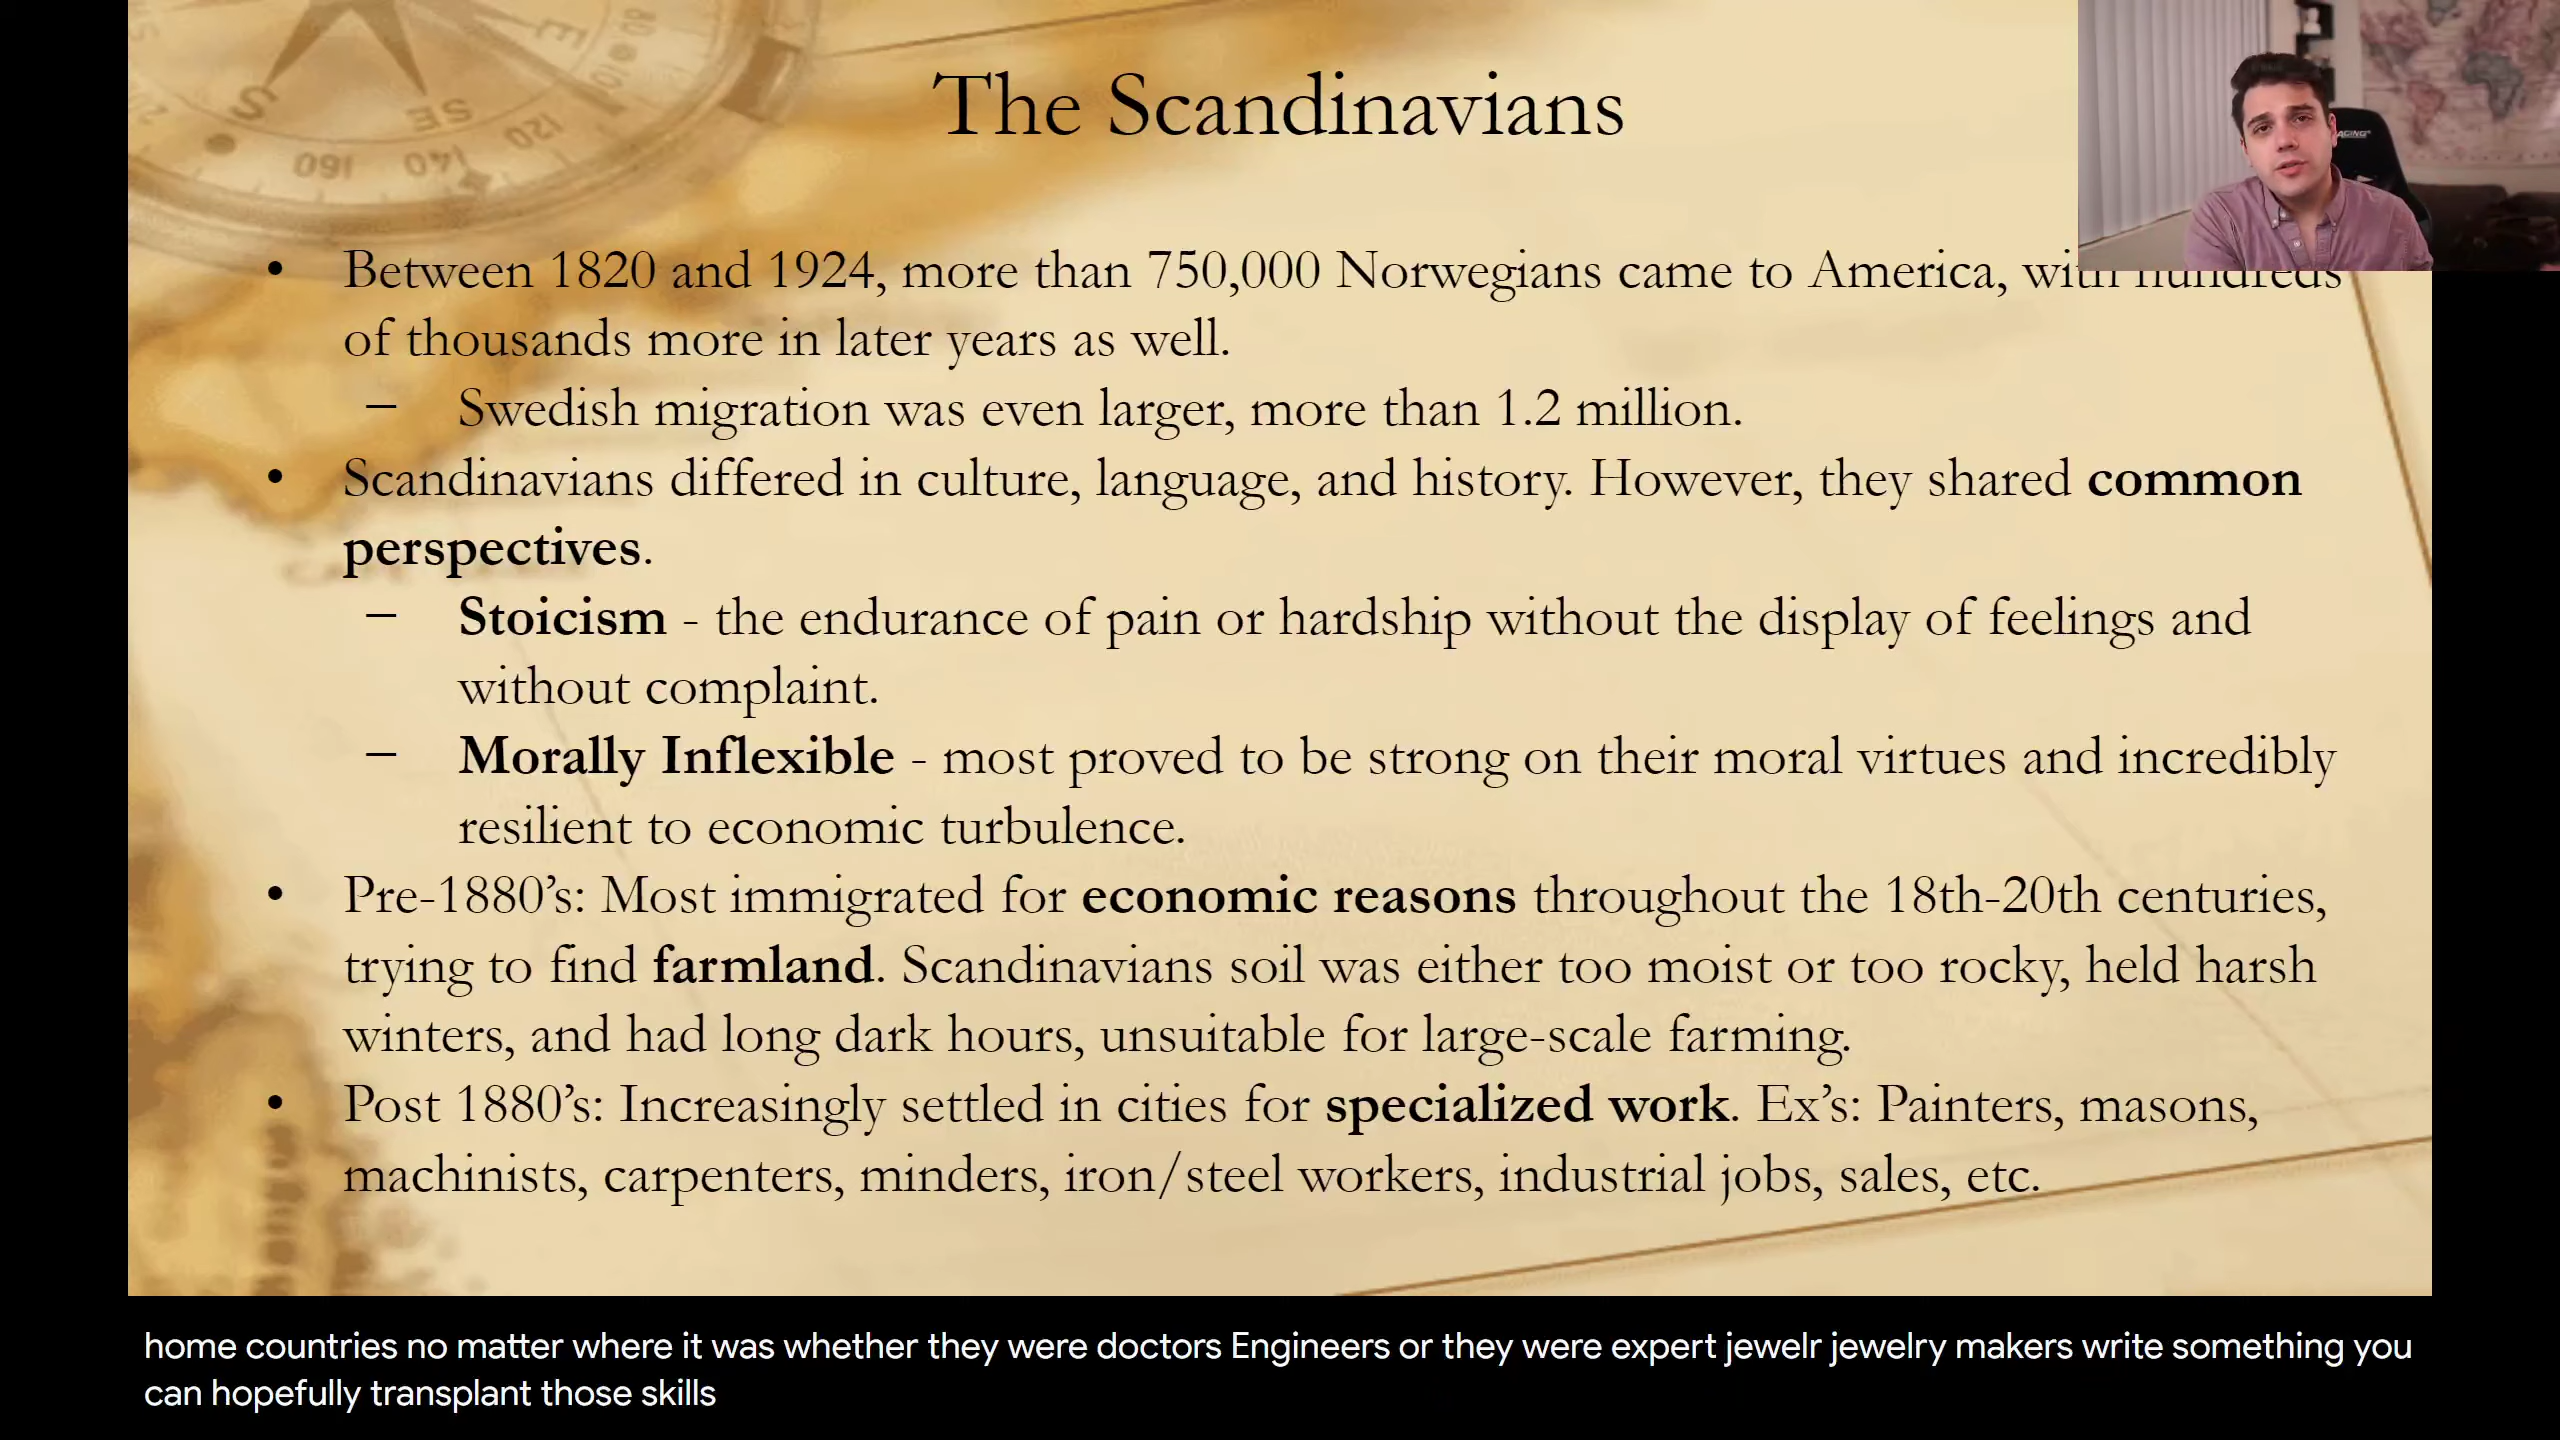 The Scandinavians
• Between 1820 and 1924, more than 750,000 Norwegians came to America, with hundreds
of thousands more in later years as well.
– Swedish migration was even larger, more than 1.2 million.
• Scandinavians differed in culture, language, and history. However, they shared common
perspectives.
– Stoicism - the endurance of pain or hardship without the display of feelings and
without complaint.
– Morally Inflexible - most proved to be strong on their moral virtues and incredibly
resilient to economic turbulence.
• Pre-1880’s: Most immigrated for economic reasons throughout the 18th-20th centuries,
trying to find farmland. Scandinavians soil was either too moist or too rocky, held harsh
winters, and had long dark hours, unsuitable for large-scale farming.
• Post 1880’s: Increasingly settled in cities for specialized work. Ex’s: Painters, masons,
machinists, carpenters, minders, iron/steel workers, industrial jobs, sales, etc.
home countries no matter where it was whether they were doctors Engineers or they were expert jewelr jewelry makers write something you
can hopefully transplant those skills
S
SE
E
160
140
120